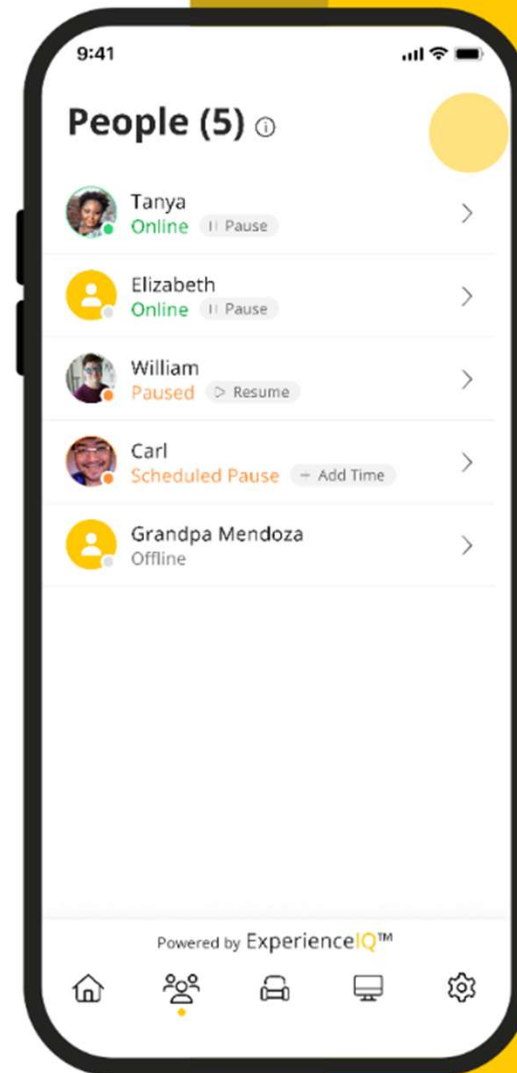 9:41
People (5)
Tanya
Online Pause
Elizabeth
Online Pause
William
Paused Resume
Carl
Scheduled Pause Add Time
Grandpa Mendoza
Offline
Powered by ExperienceIQ™